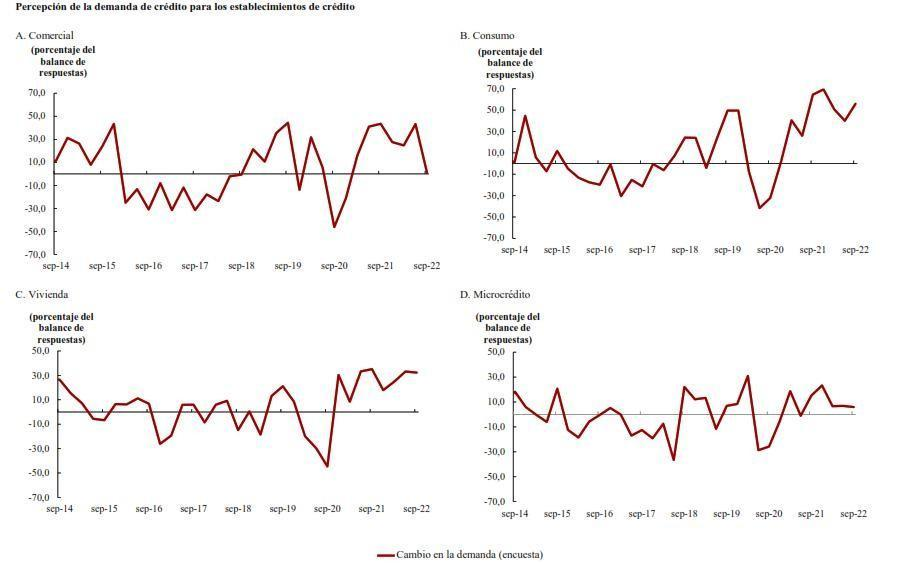 Percepción de la demanda de crédito para los establecimientos de crédito
A. Comercial
(porcentaje del
balance de
respuestas)
70,0
50,0
30,0
10,0
-10,0
-30,0
-50,0
-70,0
sep-14 sep-15 sep-16 sep-17 sep-18 sep-19 sep-20 sep-21 sep-22
B. Consumo
(porcentaje del
balance de
respuestas)
70,0
50,0
30,0
10,0
-10,0
-30,0
-50,0
-70,0
sep-14 sep-15 sep-16 sep-17 sep-18 sep-19 sep-20 sep-21 sep-22
C. Vivienda
(porcentaje del
balance de
respuestas)
50,0
30,0
10,0
-10,0
-30,0
-50,0
-70,0
sep-14 sep-15 sep-16 sep-17 sep-18 sep-19 sep-20 sep-21 sep-22
D. Microcrédito
(porcentaje del
balance de
respuestas)
50,0
30,0
10,0
-10,0
-30,0
-50,0
-70,0
sep-14 sep-15 sep-16 sep-17 sep-18 sep-19 sep-20 sep-21 sep-22
Cambio en la demanda (encuesta)